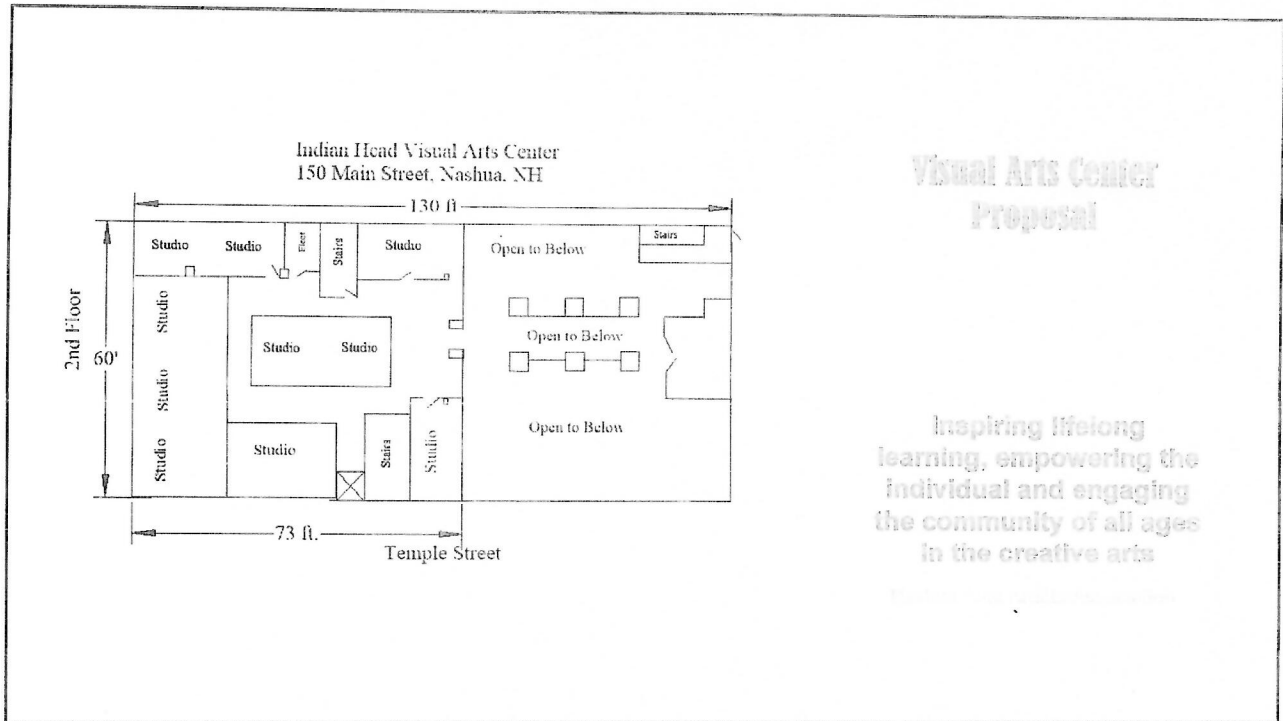 Indian Head Visual Arts Center
150 Main Street, Nashua, NH
130 ft
Studio Studio Elect Stairs Studio
Open to Below
Stairs
2nd Floor
60'
Studio
Studio
Studio
Studio Studio
Open to Below
Studio
Stairs
Studio
Open to Below
73 ft.
Temple Street
Visual Arts Center
Proposal
Inspiring lifelong
learning, empowering the
individual and engaging
the community of all ages
in the creative arts